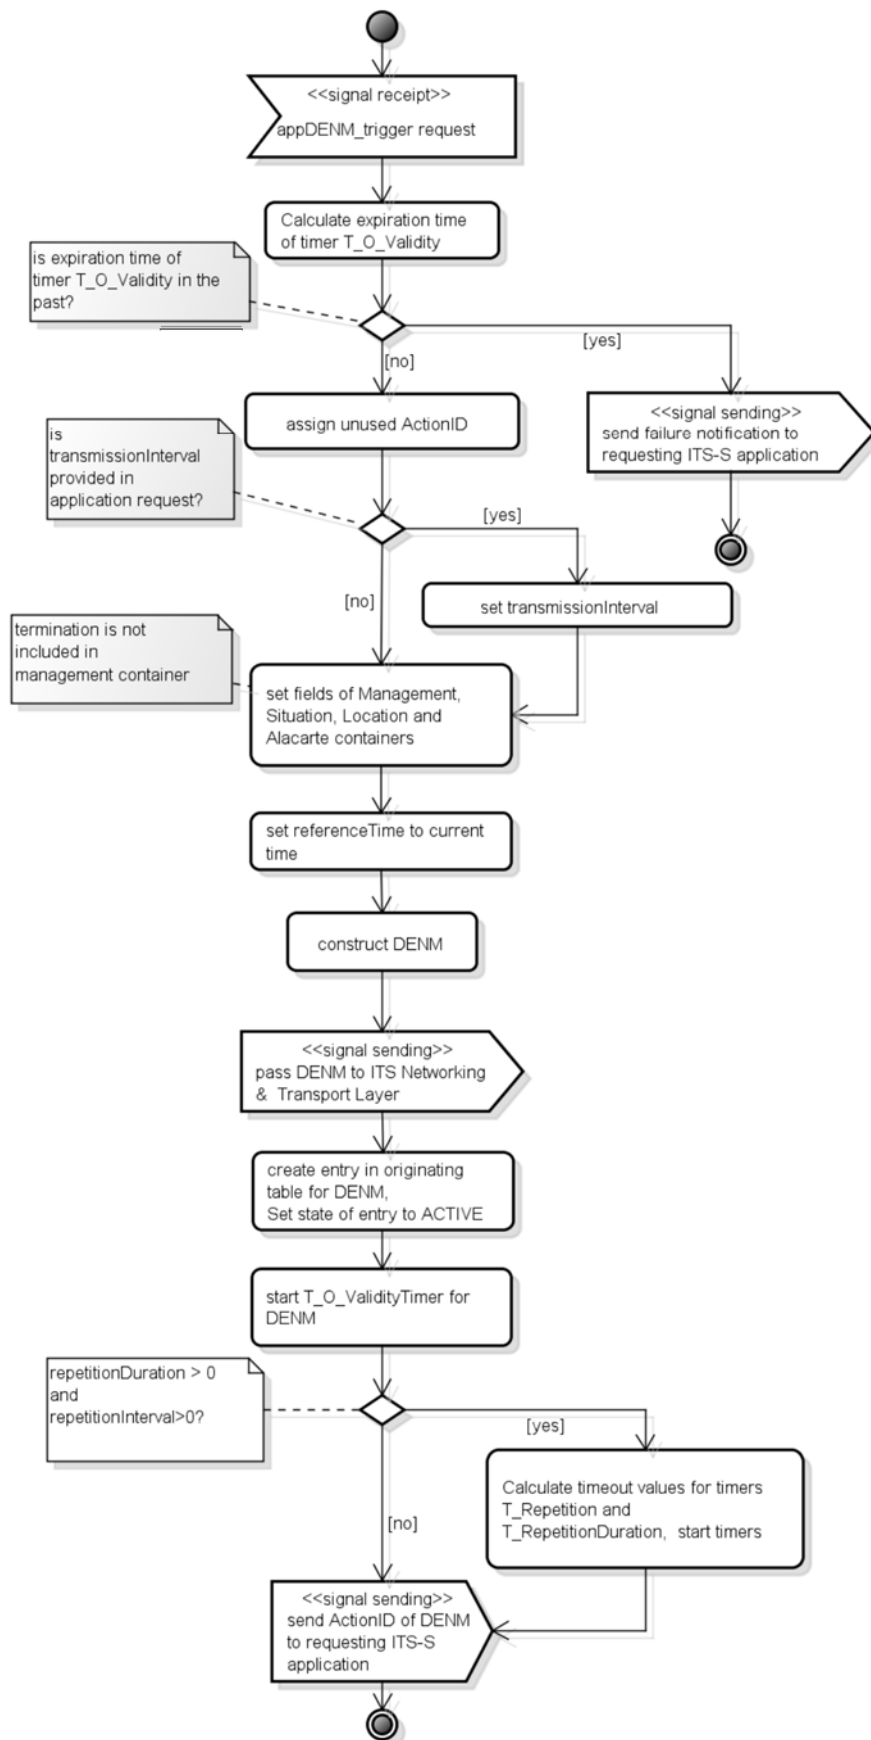 <<signal receipt>>
appDENM_trigger request
Calculate expiration time
of timer T_O_Validity
is expiration time of
timer T_O_Validity in the
past?
[yes]
[no]
<<signal sending>>
send failure notification to
requesting ITS-S application
assign unused ActionID
is
transmissionInterval
provided in
application request?
[yes]
[no]
set transmissionInterval
termination is not
included in
management container
set fields of Management,
Situation, Location and
Alacarte containers
set referenceTime to current
time
construct DENM
<<signal sending>>
pass DENM to ITS Networking
& Transport Layer
create entry in originating
table for DENM,
Set state of entry to ACTIVE
start T_O_ValidityTimer for
DENM
repetitionDuration > 0
and
repetitionInterval>0?
[yes]
Calculate timeout values for timers
T_Repetition and
T_RepetitionDuration, start timers
[no]
<<signal sending>>
send ActionID of DENM
to requesting ITS-S
application